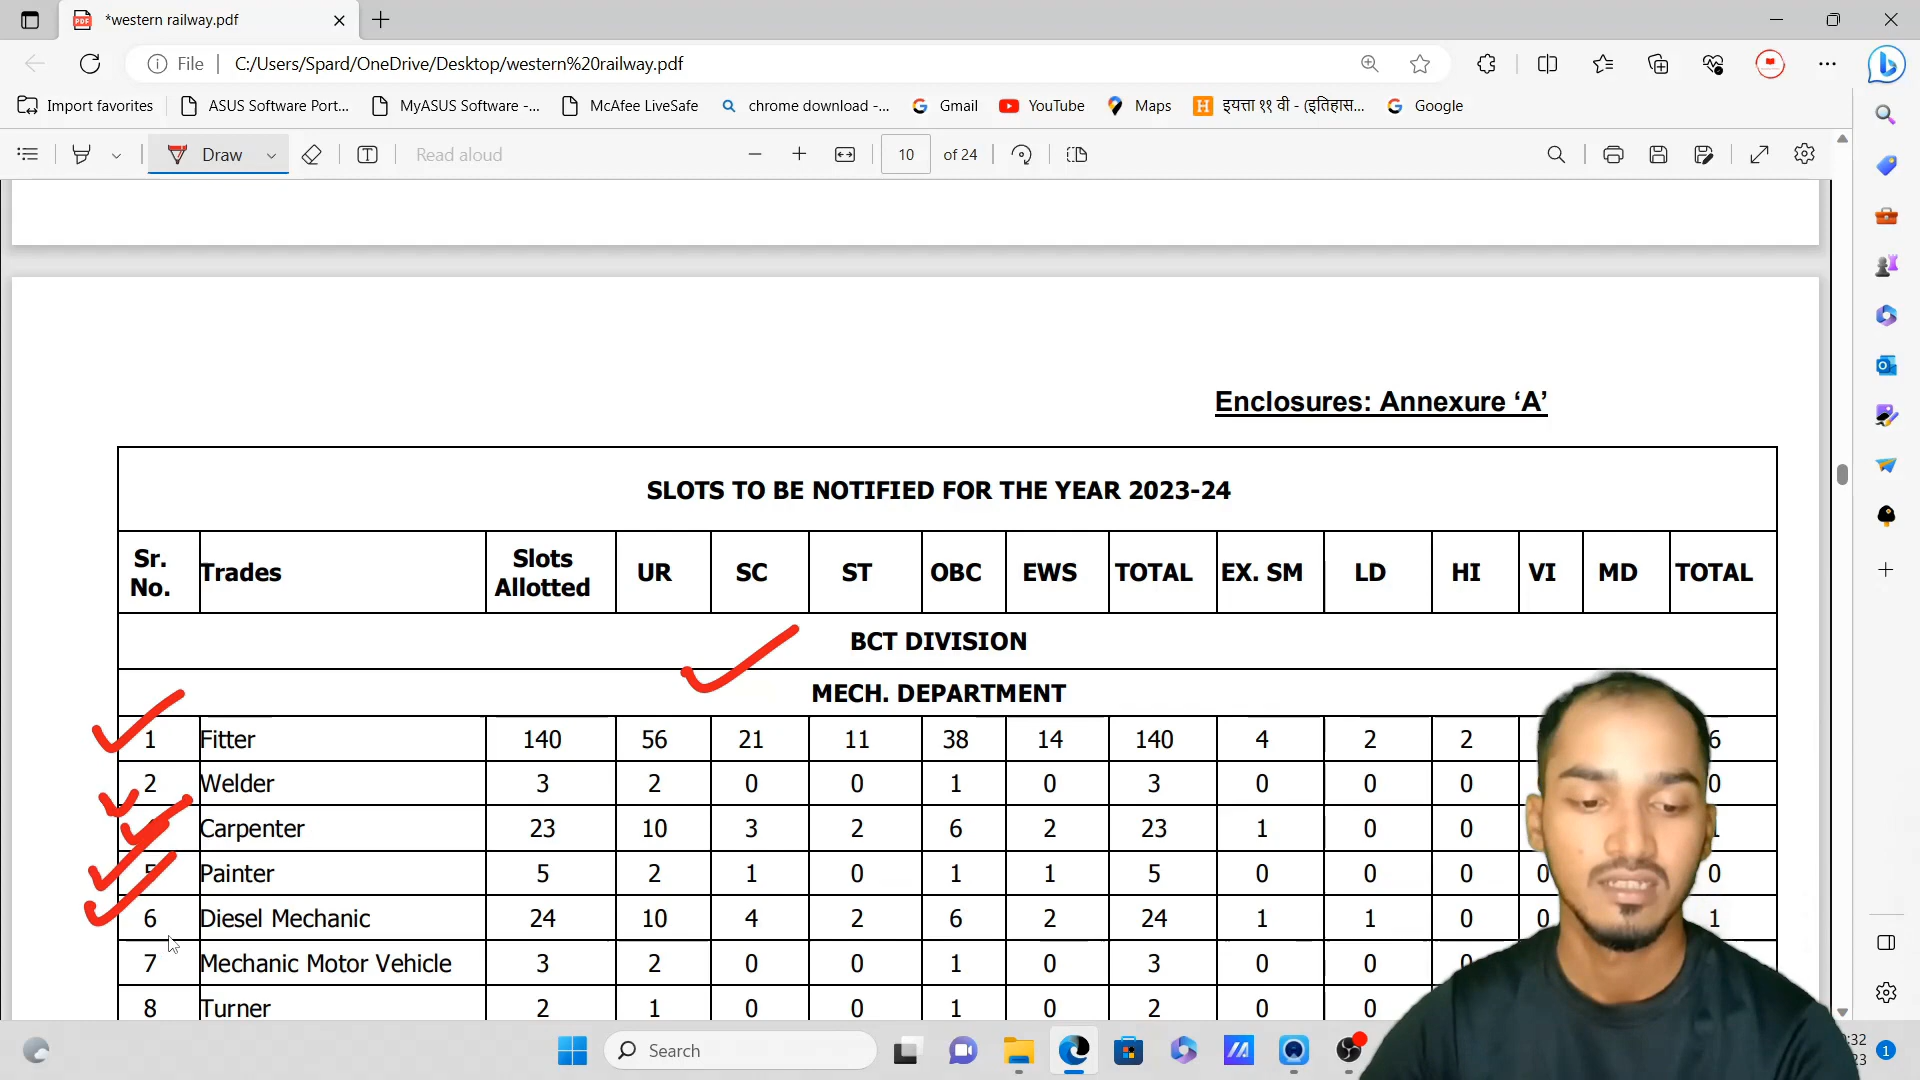 *western railway.pdf
File C:/Users/Spard/OneDrive/Desktop/western%20railway.pdf
Import favorites ASUS Software Port... MyASUS Software -... McAfee LiveSafe chrome download -... Gmail YouTube Maps इयत्ता ११ वी - (इतिहास... Google
Draw Read aloud 10 of 24
Enclosures: Annexure ‘A’
SLOTS TO BE NOTIFIED FOR THE YEAR 2023-24
Sr. No. Trades Slots Allotted UR SC ST OBC EWS TOTAL EX. SM LD HI VI MD TOTAL
BCT DIVISION
MECH. DEPARTMENT
1 Fitter 140 56 21 11 38 14 140 4 2 2 6
2 Welder 3 2 0 0 1 0 3 0 0 0 0
Carpenter 23 10 3 2 6 2 23 1 0 0 1
5 Painter 5 2 1 0 1 1 5 0 0 0 0 0
6 Diesel Mechanic 24 10 4 2 6 2 24 1 1 0 0 1
7 Mechanic Motor Vehicle 3 2 0 0 1 0 3 0 0 0
8 Turner 2 1 0 0 1 0 2 0 0
Search
:32
23 1